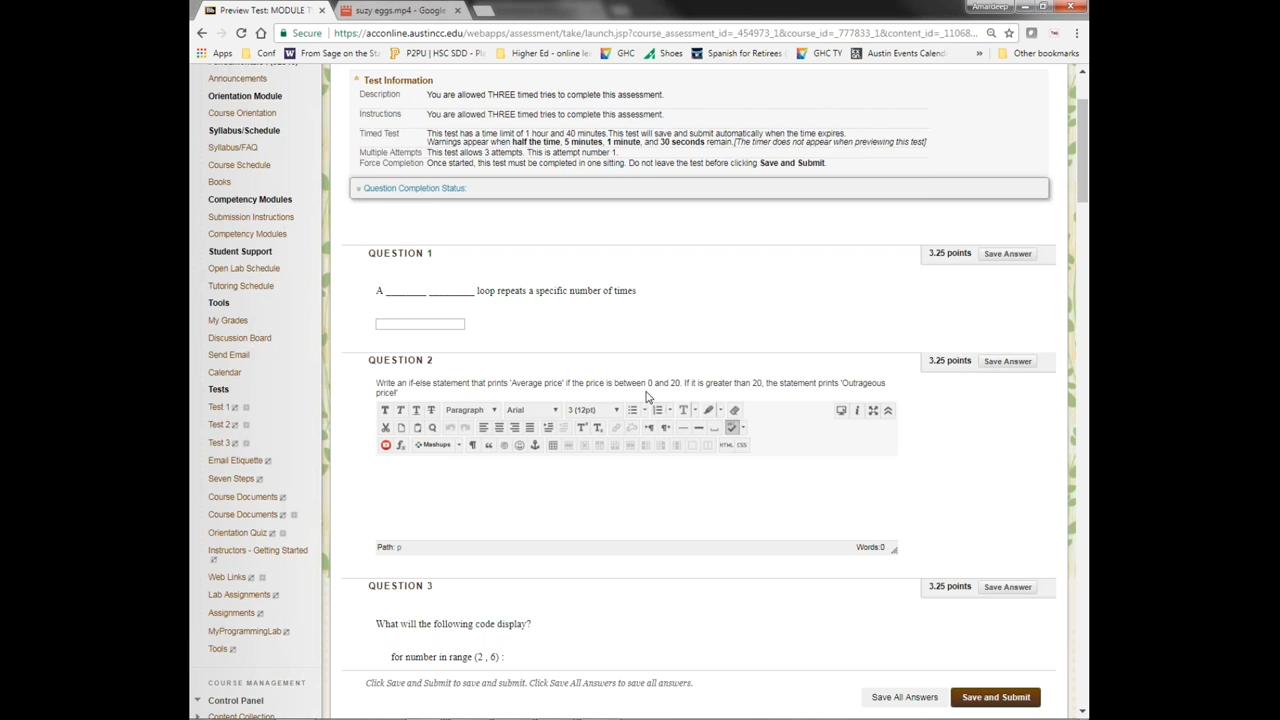 Preview Test: MODULE T
suzy eggs.mp4 - Google
Amardeep
Secure
https://acconline.austincc.edu/webapps/assessment/take/launch.jsp?course_assessment_id=_454973_1&course_id=_777833_1&content_id=_11068...
Apps
Conf
From Sage on the St
P2PU | HSC SDD - Pl
Higher Ed - online le
GHC
Shoes
Spanish for Retirees
GHC TY
Austin Events Calend
»
Other bookmarks
Announcements
Orientation Module
Course Orientation
Syllabus/Schedule
Syllabus/FAQ
Course Schedule
Books
Competency Modules
Submission Instructions
Competency Modules
Student Support
Open Lab Schedule
Tutoring Schedule
Tools
My Grades
Discussion Board
Send Email
Calendar
Tests
Test 1
Test 2
Test 3
Email Etiquette
Seven Steps
Course Documents
Course Documents
Orientation Quiz
Instructors - Getting Started
Web Links
Lab Assignments
Assignments
MyProgrammingLab
Tools
COURSE MANAGEMENT
Control Panel
Content Collection
Test Information
Description You are allowed THREE timed tries to complete this assessment.
Instructions You are allowed THREE timed tries to complete this assessment.
Timed Test This test has a time limit of 1 hour and 40 minutes.This test will save and submit automatically when the time expires.
Warnings appear when half the time, 5 minutes, 1 minute, and 30 seconds remain.[The timer does not appear when previewing this test]
Multiple Attempts This test allows 3 attempts. This is attempt number 1.
Force Completion Once started, this test must be completed in one sitting. Do not leave the test before clicking Save and Submit.
Question Completion Status:
QUESTION 1
3.25 points
Save Answer
A ________ _________ loop repeats a specific number of times
QUESTION 2
3.25 points
Save Answer
Write an if-else statement that prints 'Average price' if the price is between 0 and 20. If it is greater than 20, the statement prints 'Outrageous
price!'
T T T T Paragraph Arial 3 (12pt)
Mashups
HTML CSS
Path: p
Words:0
QUESTION 3
3.25 points
Save Answer
What will the following code display?
for number in range (2 , 6) :
Click Save and Submit to save and submit. Click Save All Answers to save all answers.
Save All Answers
Save and Submit